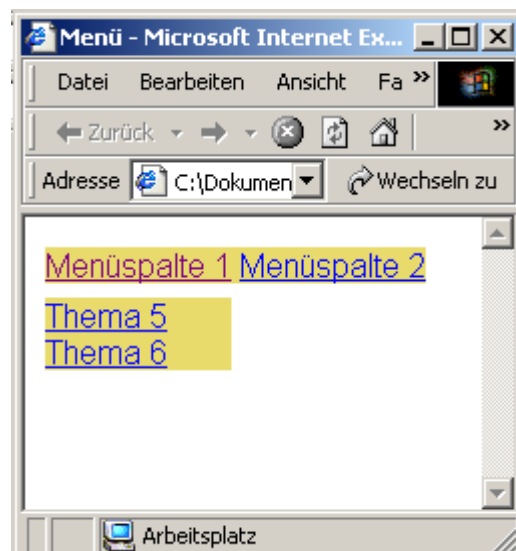 Menü - Microsoft Internet Ex...
Datei Bearbeiten Ansicht Fa »
Zurück »
Adresse C:\Dokumen Wechseln zu
Menüspalte 1 Menüspalte 2
Thema 5
Thema 6
Arbeitsplatz